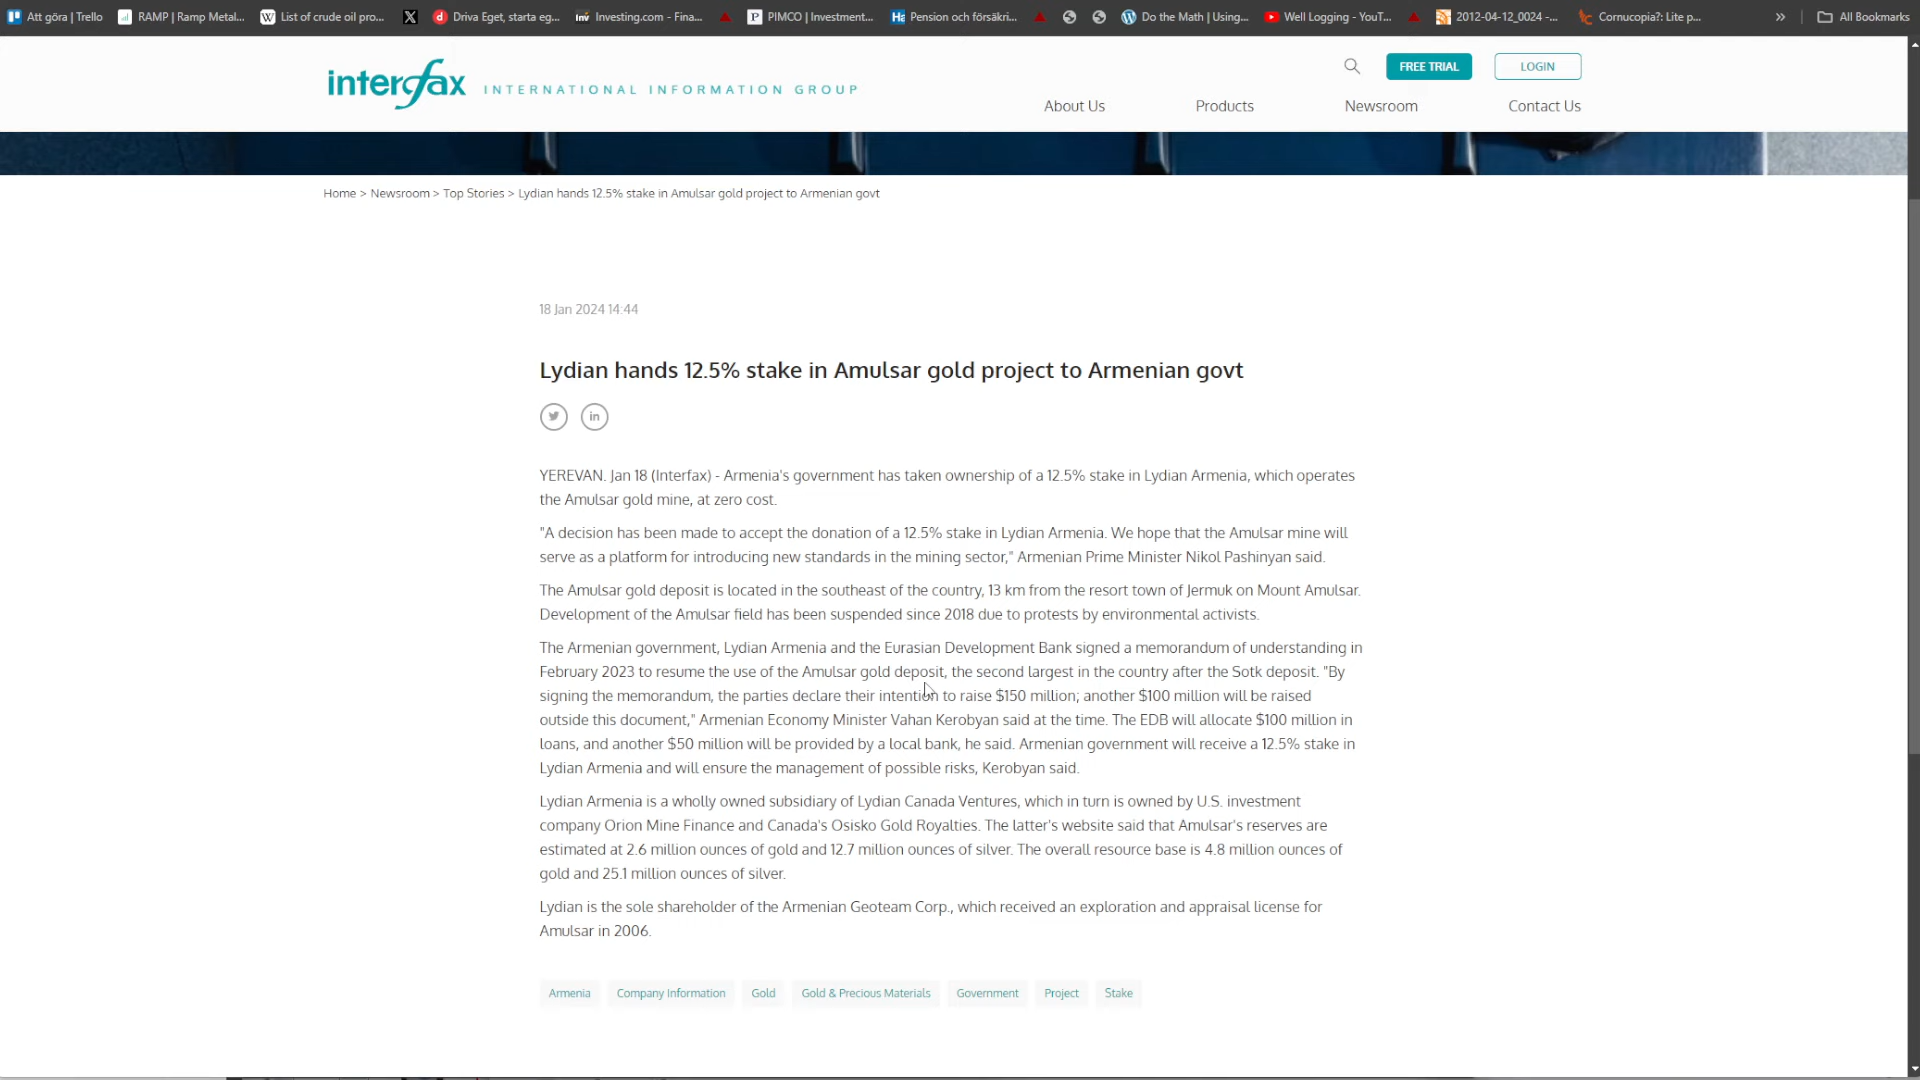 Att göra | Trello
RAMP | Ramp Metal...
List of crude oil pro...
Driva Eget, starta eg...
Investing.com - Fina...
PIMCO | Investment...
Pension och försäkri...
Do the Math | Using...
Well Logging - YouT...
2012-04-12_0024 -...
Cornucopia?: Lite p...
»
All Bookmarks
interfax INTERNATIONAL INFORMATION GROUP
FREE TRIAL
LOGIN
About Us
Products
Newsroom
Contact Us
Home > Newsroom > Top Stories > Lydian hands 12.5% stake in Amulsar gold project to Armenian govt
18 Jan 2024 14:44
Lydian hands 12.5% stake in Amulsar gold project to Armenian govt
in
YEREVAN. Jan 18 (Interfax) - Armenia's government has taken ownership of a 12.5% stake in Lydian Armenia, which operates
the Amulsar gold mine, at zero cost.
"A decision has been made to accept the donation of a 12.5% stake in Lydian Armenia. We hope that the Amulsar mine will
serve as a platform for introducing new standards in the mining sector," Armenian Prime Minister Nikol Pashinyan said.
The Amulsar gold deposit is located in the southeast of the country, 13 km from the resort town of Jermuk on Mount Amulsar.
Development of the Amulsar field has been suspended since 2018 due to protests by environmental activists.
The Armenian government, Lydian Armenia and the Eurasian Development Bank signed a memorandum of understanding in
February 2023 to resume the use of the Amulsar gold deposit, the second largest in the country after the Sotk deposit. "By
signing the memorandum, the parties declare their intention to raise $150 million; another $100 million will be raised
outside this document," Armenian Economy Minister Vahan Kerobyan said at the time. The EDB will allocate $100 million in
loans, and another $50 million will be provided by a local bank, he said. Armenian government will receive a 12.5% stake in
Lydian Armenia and will ensure the management of possible risks, Kerobyan said.
Lydian Armenia is a wholly owned subsidiary of Lydian Canada Ventures, which in turn is owned by U.S. investment
company Orion Mine Finance and Canada's Osisko Gold Royalties. The latter's website said that Amulsar's reserves are
estimated at 2.6 million ounces of gold and 12.7 million ounces of silver. The overall resource base is 4.8 million ounces of
gold and 25.1 million ounces of silver.
Lydian is the sole shareholder of the Armenian Geoteam Corp., which received an exploration and appraisal license for
Amulsar in 2006.
Armenia
Company Information
Gold
Gold & Precious Materials
Government
Project
Stake